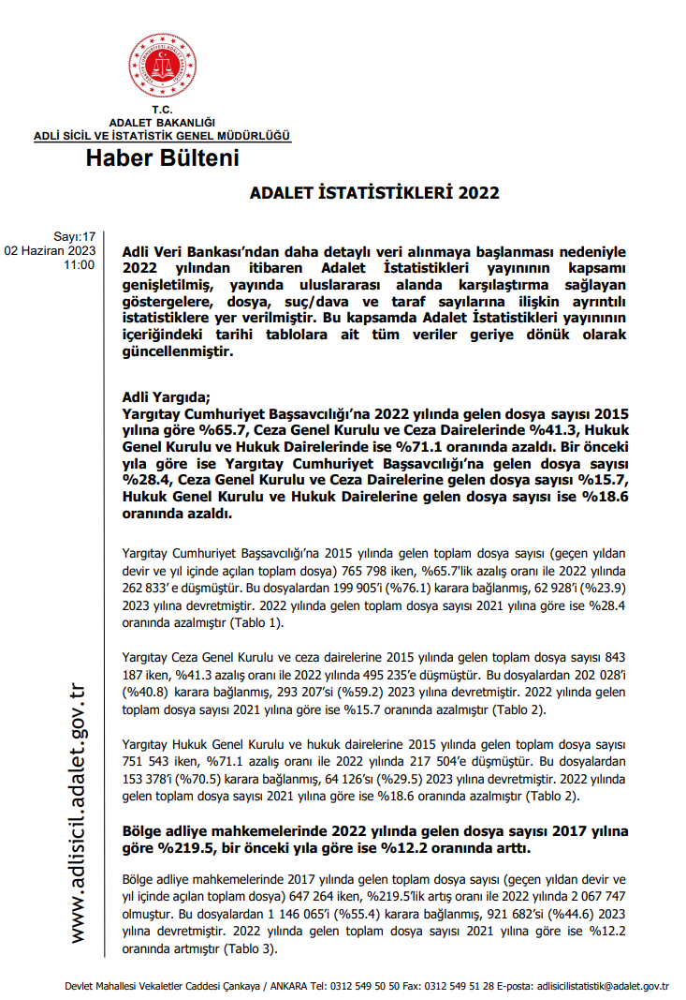 T.C.
ADALET BAKANLIĞI
ADLİ SİCİL VE İSTATİSTİK GENEL MÜDÜRLÜĞÜ
Haber Bülteni
ADALET İSTATİSTİKLERİ 2022
Sayı:17
02 Haziran 2023
11:00
Adli Veri Bankası’ndan daha detaylı veri alınmaya başlanması nedeniyle
2022 yılından itibaren Adalet İstatistikleri yayınının kapsamı
genişletilmiş, yayında uluslararası alanda karşılaştırma sağlayan
göstergelere, dosya, suç/dava ve taraf sayılarına ilişkin ayrıntılı
istatistiklere yer verilmiştir. Bu kapsamda Adalet İstatistikleri yayınının
içeriğindeki tarihi tablolara ait tüm veriler geriye dönük olarak
güncellenmiştir.
Adli Yargıda;
Yargıtay Cumhuriyet Başsavcılığı’na 2022 yılında gelen dosya sayısı 2015
yılına göre %65.7, Ceza Genel Kurulu ve Ceza Dairelerinde %41.3, Hukuk
Genel Kurulu ve Hukuk Dairelerinde ise %71.1 oranında azaldı. Bir önceki
yıla göre ise Yargıtay Cumhuriyet Başsavcılığı’na gelen dosya sayısı
%28.4, Ceza Genel Kurulu ve Ceza Dairelerine gelen dosya sayısı %15.7,
Hukuk Genel Kurulu ve Hukuk Dairelerine gelen dosya sayısı ise %18.6
oranında azaldı.
Yargıtay Cumhuriyet Başsavcılığı’na 2015 yılında gelen toplam dosya sayısı (geçen yıldan
devir ve yıl içinde açılan toplam dosya) 765 798 iken, %65.7'lik azalış oranı ile 2022 yılında
262 833’ e düşmüştür. Bu dosyalardan 199 905’i (%76.1) karara bağlanmış, 62 928’i (%23.9)
2023 yılına devretmiştir. 2022 yılında gelen toplam dosya sayısı 2021 yılına göre ise %28.4
oranında azalmıştır (Tablo 1).
Yargıtay Ceza Genel Kurulu ve ceza dairelerine 2015 yılında gelen toplam dosya sayısı 843
187 iken, %41.3 azalış oranı ile 2022 yılında 495 235’e düşmüştür. Bu dosyalardan 202 028’i
(%40.8) karara bağlanmış, 293 207’si (%59.2) 2023 yılına devretmiştir. 2022 yılında gelen
toplam dosya sayısı 2021 yılına göre ise %15.7 oranında azalmıştır (Tablo 2).
Yargıtay Hukuk Genel Kurulu ve hukuk dairelerine 2015 yılında gelen toplam dosya sayısı
751 543 iken, %71.1 azalış oranı ile 2022 yılında 217 504’e düşmüştür. Bu dosyalardan
153 378’i (%70.5) karara bağlanmış, 64 126’sı (%29.5) 2023 yılına devretmiştir. 2022 yılında
gelen toplam dosya sayısı 2021 yılına göre ise %18.6 oranında azalmıştır (Tablo 2).
Bölge adliye mahkemelerinde 2022 yılında gelen dosya sayısı 2017 yılına
göre %219.5, bir önceki yıla göre ise %12.2 oranında arttı.
Bölge adliye mahkemelerinde 2017 yılında gelen toplam dosya sayısı (geçen yıldan devir ve
yıl içinde açılan toplam dosya) 647 264 iken, %219.5’lik artış oranı ile 2022 yılında 2 067 747
olmuştur. Bu dosyalardan 1 146 065’i (%55.4) karara bağlanmış, 921 682’si (%44.6) 2023
yılına devretmiştir. 2022 yılında gelen toplam dosya sayısı 2021 yılına göre ise %12.2
oranında artmıştır (Tablo 3).
www.adlisicil.adalet.gov.tr
Devlet Mahallesi Vekaletler Caddesi Çankaya / ANKARA Tel: 0312 549 50 50 Fax: 0312 549 51 28 E-posta: adlisicilistatistik@adalet.gov.tr